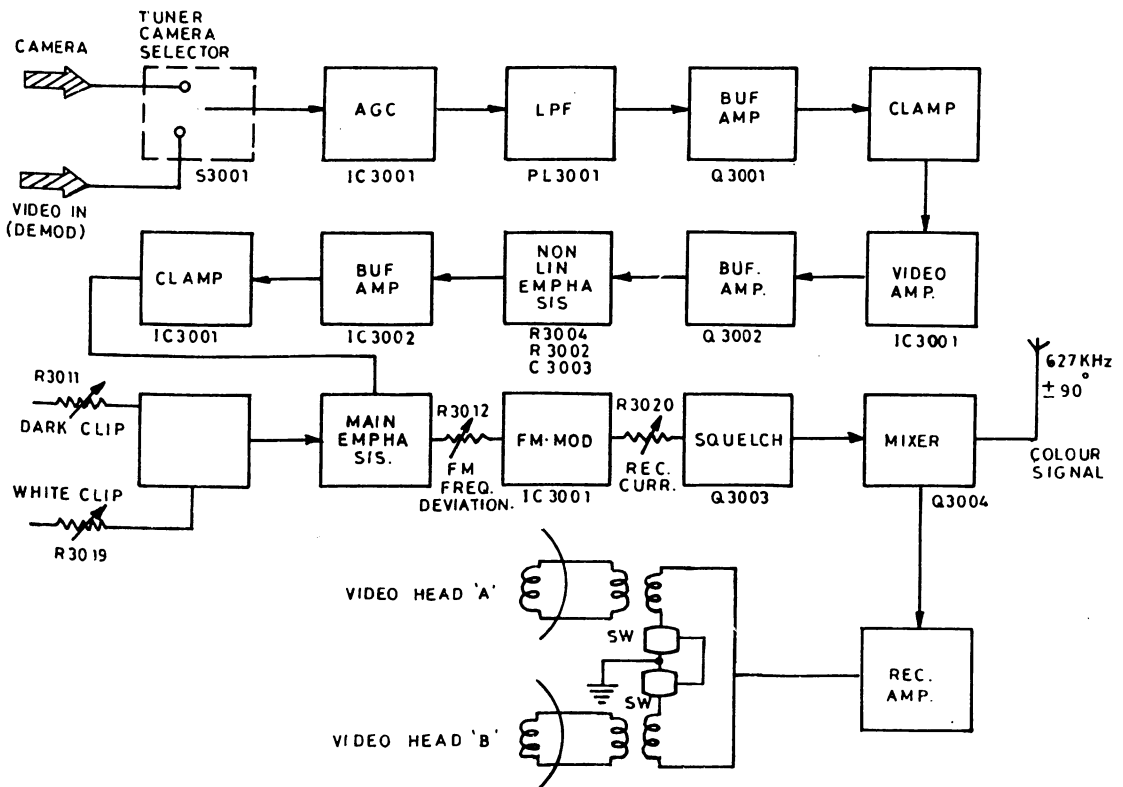 TUNER
CAMERA
SELECTOR
CAMERA
S3001
VIDEO IN
(DEMOD)
AGC
IC3001
LPF
PL3001
BUF
AMP
Q3001
CLAMP
CLAMP
IC3001
BUF
AMP
IC3002
NON
LIN
EMPHA
SIS
R3004
R3002
C3003
BUF.
AMP.
Q3002
VIDEO
AMP.
IC3001
627KHz
± 90°
R3011
DARK CLIP
WHITE CLIP
R3019
MAIN
EMPHA
SIS.
R3012
FM
FREQ.
DEVIATION.
FM·MOD
IC3001
R3020
REC.
CURR.
SQUELCH
Q3003
MIXER
Q3004
COLOUR
SIGNAL
VIDEO HEAD 'A'
SW
SW
VIDEO HEAD 'B'
REC.
AMP.